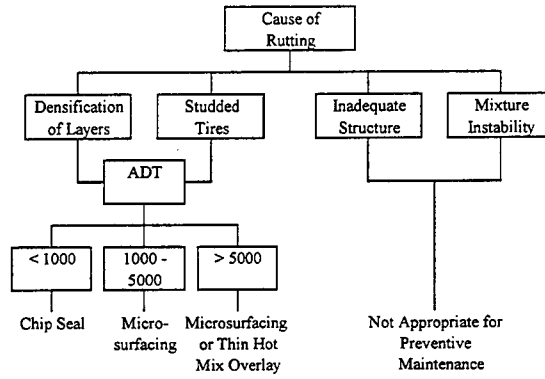 Cause of
Rutting
Densification
of Layers
Studded
Tires
Inadequate
Structure
Mixture
Instability
ADT
< 1000
1000 -
5000
> 5000
Chip Seal
Micro-
surfacing
Microsurfacing
or Thin Hot
Mix Overlay
Not Appropriate for
Preventive
Maintenance